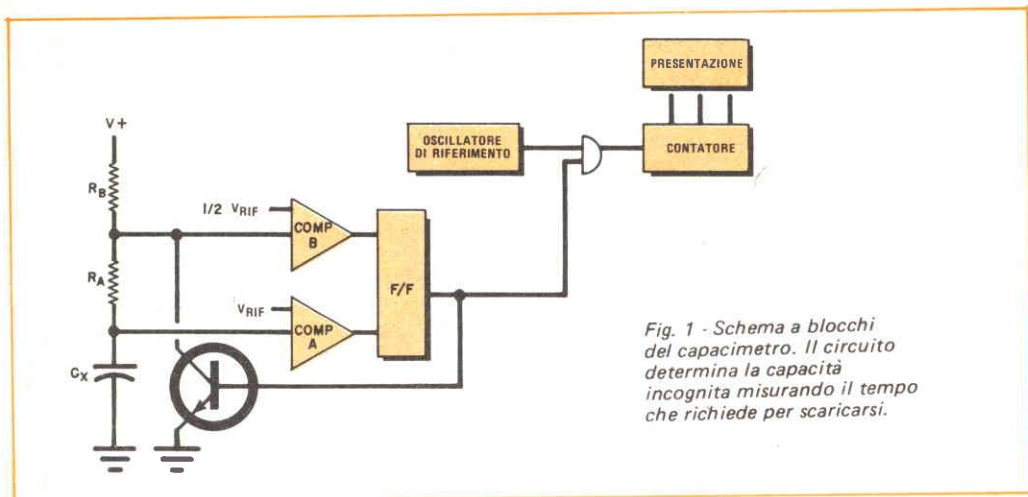 PRESENTAZIONE
V+
OSCILLATORE
DI RIFERIMENTO
CONTATORE
RB
1/2 VRIF
COMP
B
RA
F/F
VRIF
COMP
A
CX
Fig. 1 - Schema a blocchi
del capacimetro. Il circuito
determina la capacità
incognita misurando il tempo
che richiede per scaricarsi.